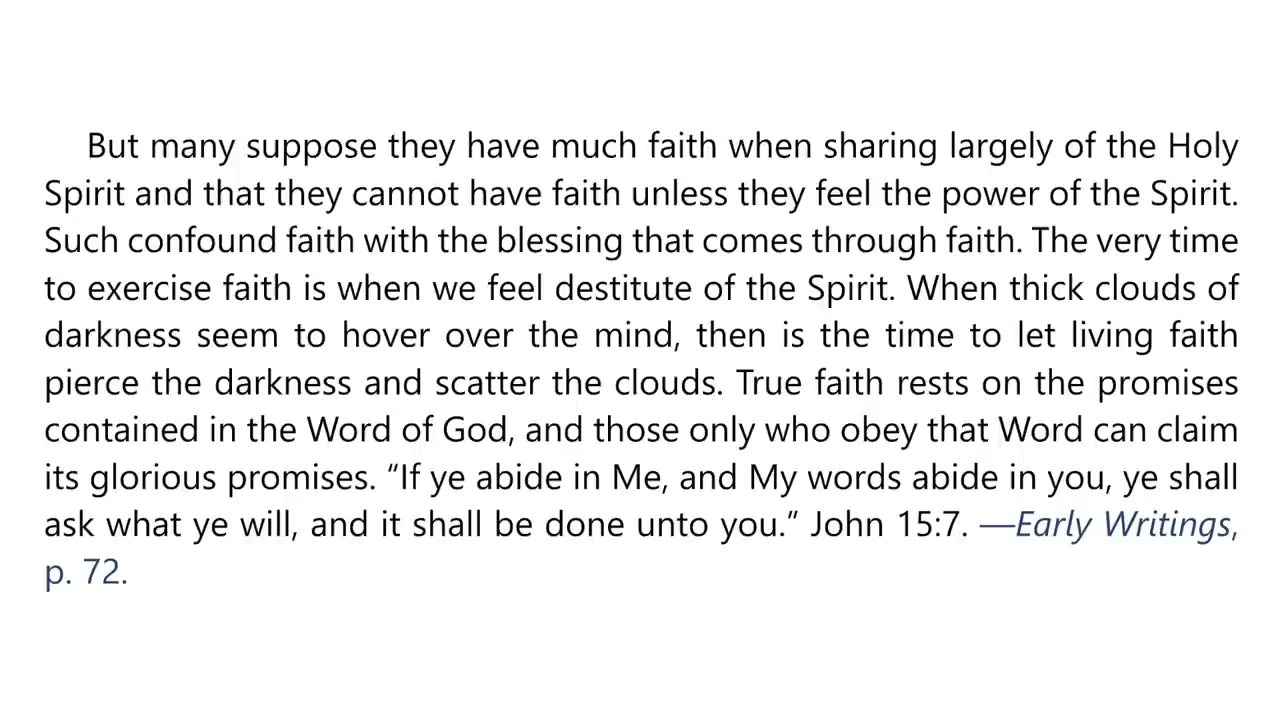 But many suppose they have much faith when sharing largely of the Holy
Spirit and that they cannot have faith unless they feel the power of the Spirit.
Such confound faith with the blessing that comes through faith. The very time
to exercise faith is when we feel destitute of the Spirit. When thick clouds of
darkness seem to hover over the mind, then is the time to let living faith
pierce the darkness and scatter the clouds. True faith rests on the promises
contained in the Word of God, and those only who obey that Word can claim
its glorious promises. “If ye abide in Me, and My words abide in you, ye shall
ask what ye will, and it shall be done unto you.” John 15:7. —Early Writings,
p. 72.